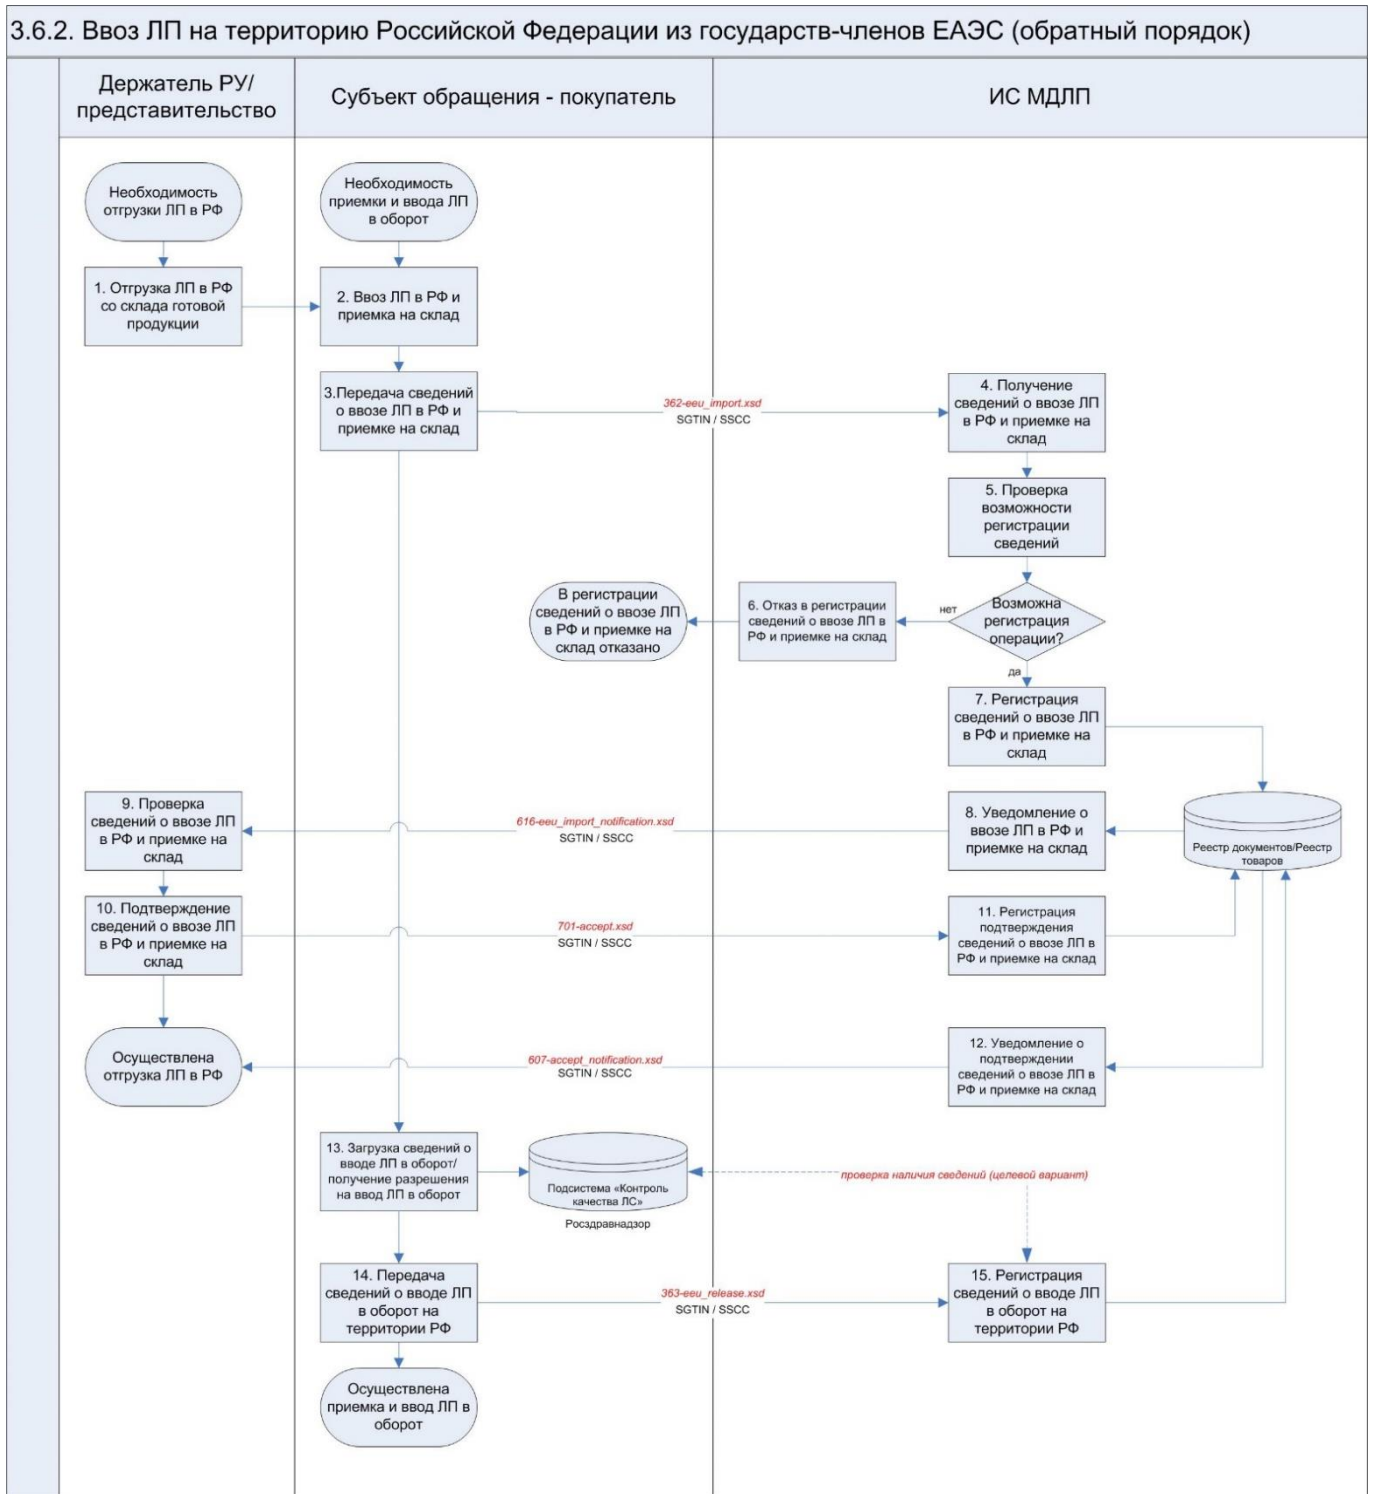 3.6.2. Ввоз ЛП на территорию Российской Федерации из государств-членов ЕАЭС (обратный порядок)
Держатель РУ/
представительство
Субъект обращения - покупатель
ИС МДЛП
Необходимость
отгрузки ЛП в РФ
Необходимость
приемки и ввода ЛП
в оборот
1. Отгрузка ЛП в РФ
со склада готовой
продукции
2. Ввоз ЛП в РФ и
приемка на склад
3.Передача сведений
о ввозе ЛП в РФ и
приемке на склад
362-eeu_import.xsd
SGTIN / SSCC
4. Получение
сведений о ввозе ЛП
в РФ и приемке на
склад
5. Проверка
возможности
регистрации
сведений
Возможна
регистрация
операции?
нет
да
6. Отказ в регистрации
сведений о ввозе ЛП в
РФ и приемке на склад
В регистрации
сведений о ввозе ЛП
в РФ и приемке на
склад отказано
7. Регистрация
сведений о ввозе ЛП
в РФ и приемке на
склад
Реестр документов/Реестр
товаров
8. Уведомление о
ввозе ЛП в РФ и
приемке на склад
616-eeu_import_notification.xsd
SGTIN / SSCC
9. Проверка
сведений о ввозе ЛП
в РФ и приемке на
склад
10. Подтверждение
сведений о ввозе ЛП
в РФ и приемке на
склад
701-accept.xsd
SGTIN / SSCC
11. Регистрация
подтверждения
сведений о ввозе ЛП в
РФ и приемке на склад
12. Уведомление о
подтверждении
сведений о ввозе ЛП в
РФ и приемке на склад
607-accept_notification.xsd
SGTIN / SSCC
Осуществлена
отгрузка ЛП в РФ
13. Загрузка сведений о
вводе ЛП в оборот/
получение разрешения
на ввод ЛП в оборот
Подсистема «Контроль
качества ЛС»
Росздравнадзор
проверка наличия сведений (целевой вариант)
14. Передача
сведений о вводе ЛП
в оборот на
территории РФ
363-eeu_release.xsd
SGTIN / SSCC
15. Регистрация
сведений о вводе ЛП
в оборот на
территории РФ
Осуществлена
приемка и ввод ЛП в
оборот